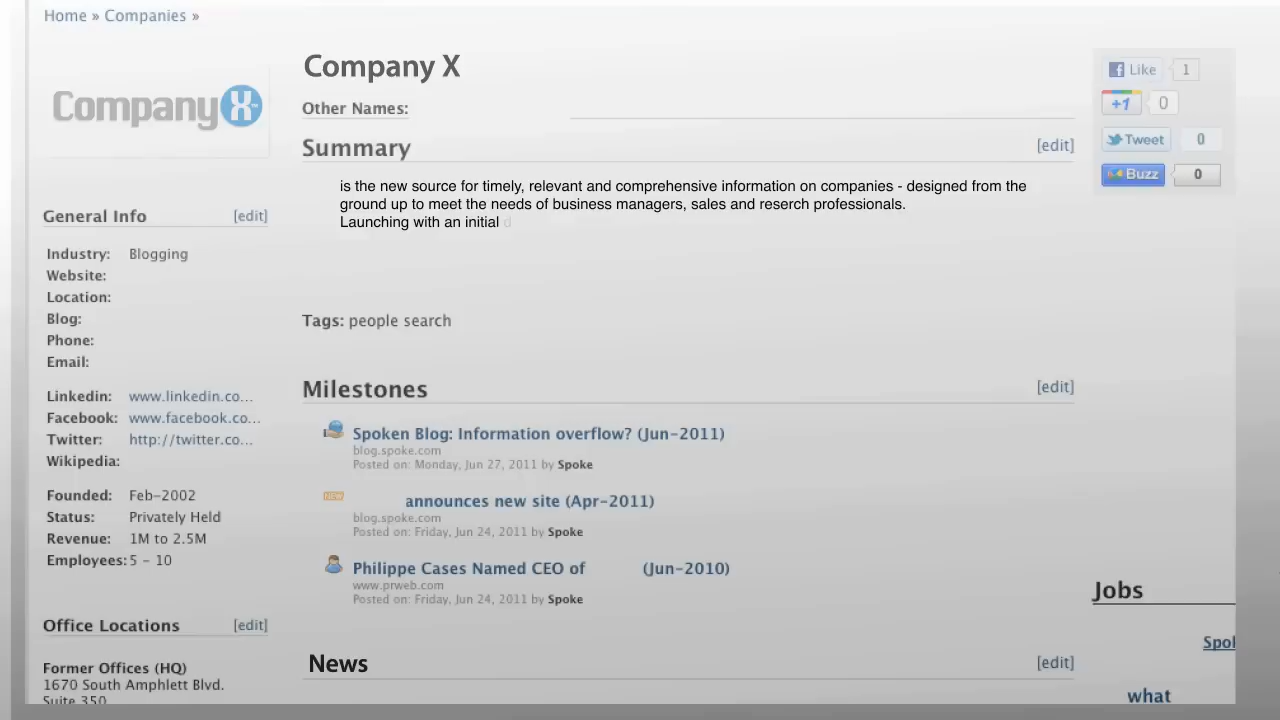 Home » Companies »
CompanyX
Company X
Other Names:
Summary
[edit]
is the new source for timely, relevant and comprehensive information on companies - designed from the
ground up to meet the needs of business managers, sales and reserch professionals.
Launching with an initial d
Tags: people search
General Info
[edit]
Industry: Blogging
Website:
Location:
Blog:
Phone:
Email:
Linkedin: www.linkedin.co...
Facebook: www.facebook.co...
Twitter: http://twitter.co...
Wikipedia:
Founded: Feb-2002
Status: Privately Held
Revenue: 1M to 2.5M
Employees: 5 - 10
Office Locations
[edit]
Former Offices (HQ)
1670 South Amphlett Blvd.
Suite 350
Milestones
[edit]
Spoken Blog: Information overflow? (Jun-2011)
blog.spoke.com
Posted on: Monday, Jun 27, 2011 by Spoke
announces new site (Apr-2011)
blog.spoke.com
Posted on: Friday, Jun 24, 2011 by Spoke
Philippe Cases Named CEO of (Jun-2010)
www.prweb.com
Posted on: Friday, Jun 24, 2011 by Spoke
News
[edit]
Like 1
+1 0
Tweet 0
Buzz 0
Jobs
Spok
what